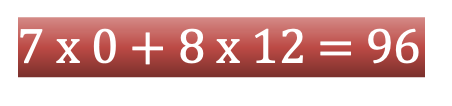 7 x 0 + 8 x 12 = 96